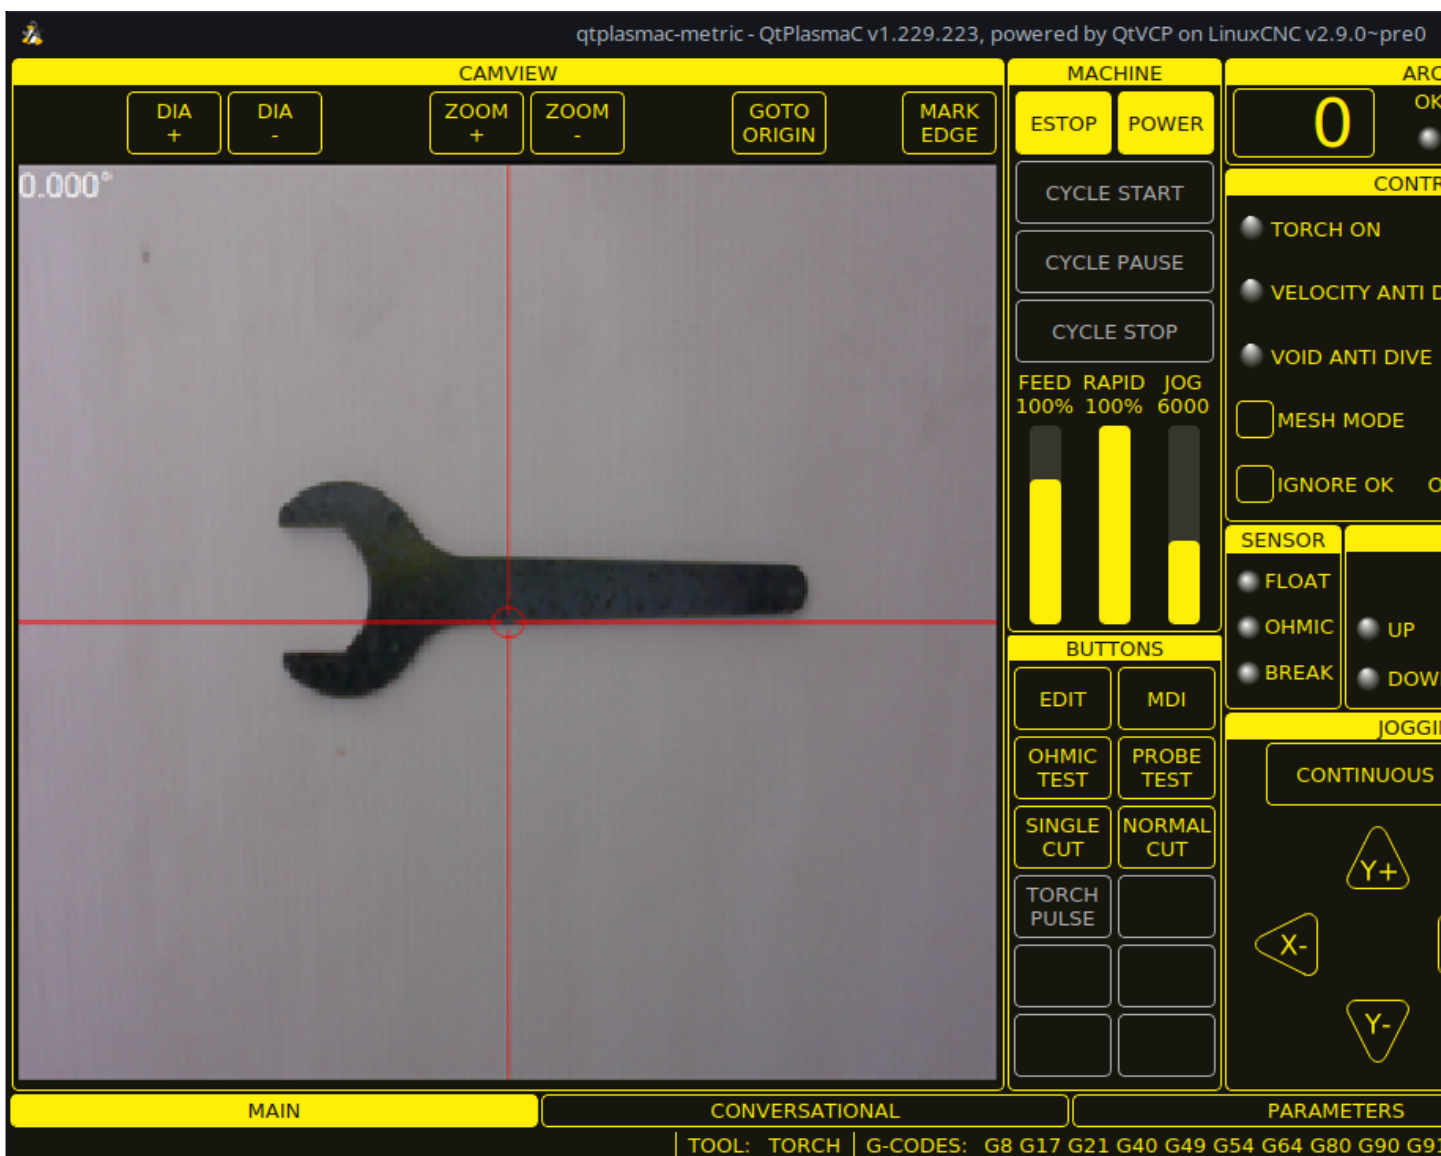 qtplasmac-metric - QtPlasmaC v1.229.223, powered by QtVCP on LinuxCNC v2.9.0~pre0
CAMVIEW
DIA
+
DIA
-
ZOOM
+
ZOOM
-
GOTO
ORIGIN
MARK
EDGE
0.000°
MACHINE
ESTOP
POWER
CYCLE START
CYCLE PAUSE
CYCLE STOP
FEED RAPID JOG
100% 100% 6000
BUTTONS
EDIT
MDI
OHMIC
TEST
PROBE
TEST
SINGLE
CUT
NORMAL
CUT
TORCH
PULSE
ARC
0
OK
CONTR
TORCH ON
VELOCITY ANTI D
VOID ANTI DIVE
MESH MODE
IGNORE OK O
SENSOR
FLOAT
OHMIC
BREAK
UP
DOW
JOGGI
CONTINUOUS
Y+
X-
Y-
MAIN
CONVERSATIONAL
PARAMETERS
TOOL: TORCH
G-CODES: G8 G17 G21 G40 G49 G54 G64 G80 G90 G91